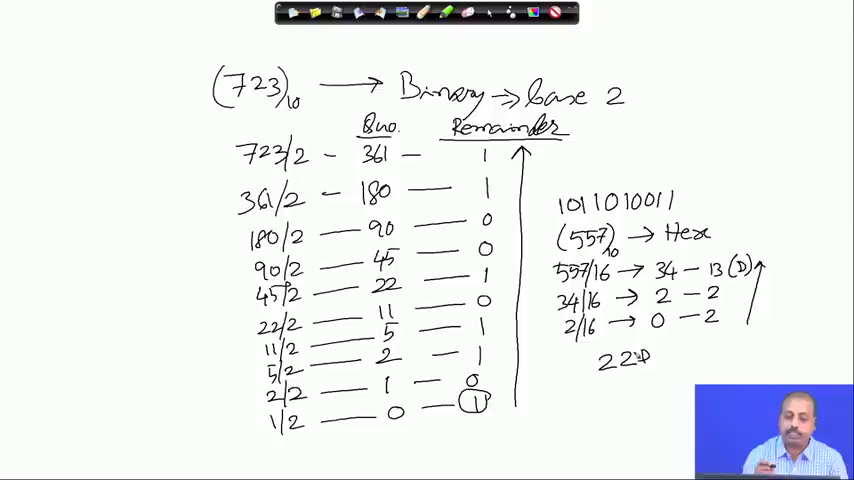 (723)10 → Binary ⇒ base 2
Quo. Remainder
723/2 - 361 - 1
361/2 - 180 - 1
180/2 - 90 - 0
90/2 - 45 - 0
45/2 - 22 - 1
22/2 - 11 - 0
11/2 - 5 - 1
5/2 - 2 - 1
2/2 - 1 - 0
1/2 - 0 - 1
1011010011
(557)10 → Hex
557/16 → 34 - 13 (D)
34/16 → 2 - 2
2/16 → 0 - 2
22D